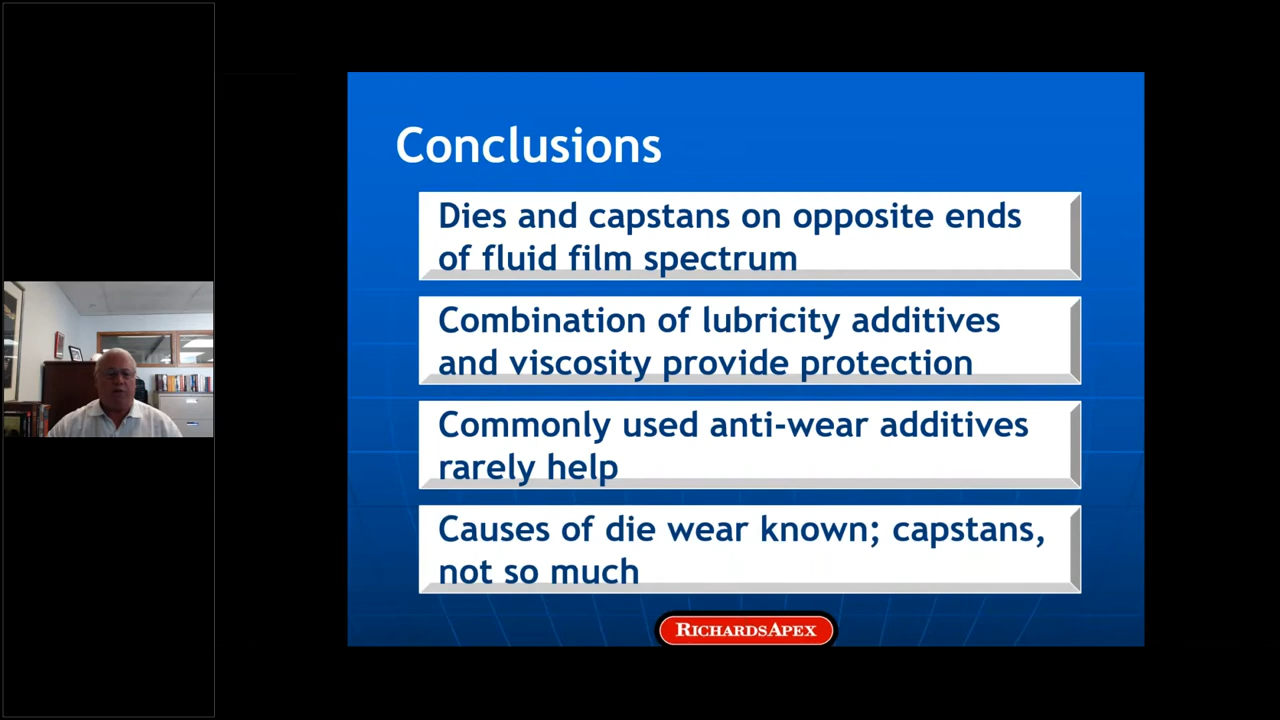 Conclusions
Dies and capstans on opposite ends
of fluid film spectrum
Combination of lubricity additives
and viscosity provide protection
Commonly used anti-wear additives
rarely help
Causes of die wear known; capstans,
not so much
RICHARDSAPEX